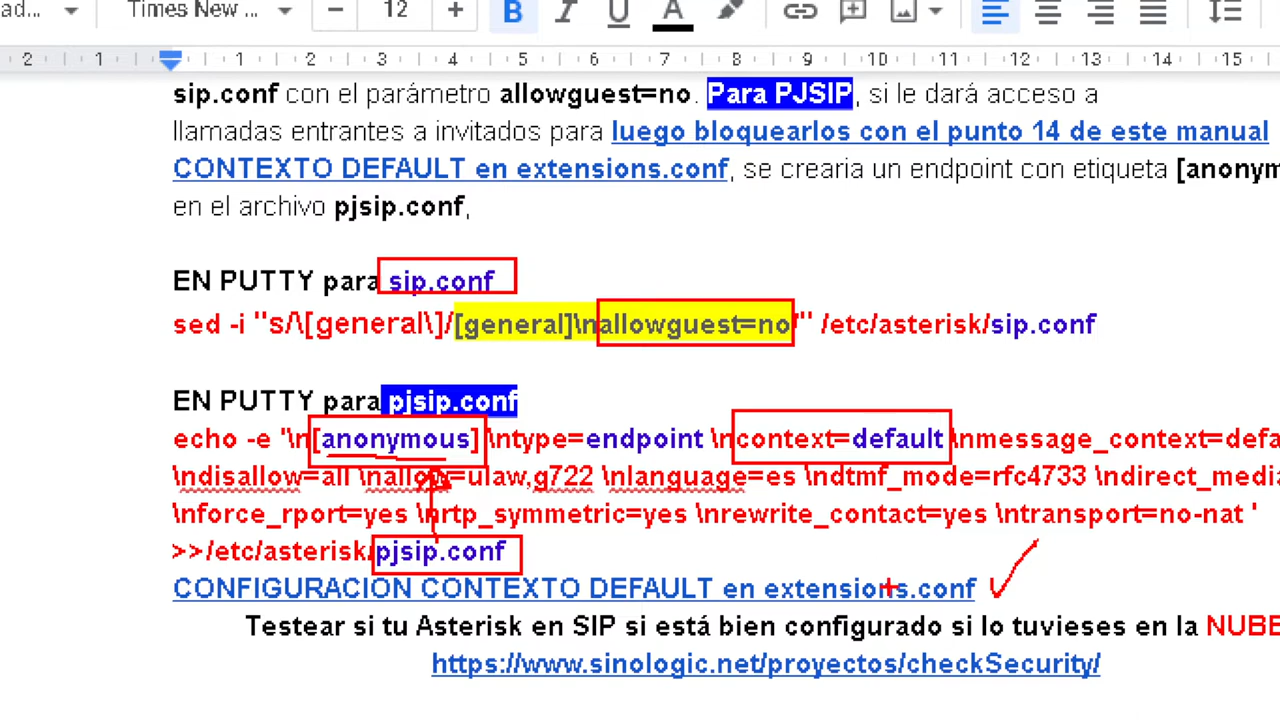 Times New ... 12 B I U A
2 1 1 2 3 4 5 6 7 8 9 10 11 12 13 14 15
sip.conf con el parámetro allowguest=no. Para PJSIP, si le dará acceso a
llamadas entrantes a invitados para luego bloquearlos con el punto 14 de este manual
CONTEXTO DEFAULT en extensions.conf, se crearia un endpoint con etiqueta
en el archivo pjsip.conf,
EN PUTTY para sip.conf
sed -i "s/\[general\]/[general]\nallowguest=no/" /etc/asterisk/sip.conf
EN PUTTY para pjsip.conf
echo -e '\n[anonymous] \ntype=endpoint \ncontext=default
\ndisallow=all \nallow=ulaw,g722 \nlanguage=es \ndtmf_mode=rfc4733
\nforce_rport=yes \nrtp_symmetric=yes \nrewrite_contact=yes \ntransport=no-nat '
>>/etc/asterisk/pjsip.conf
CONFIGURACION CONTEXTO DEFAULT en extensions.conf
Testear si tu Asterisk en SIP si está bien configurado si lo tuvieses en la NUBE
https://www.sinologic.net/proyectos/checkSecurity/